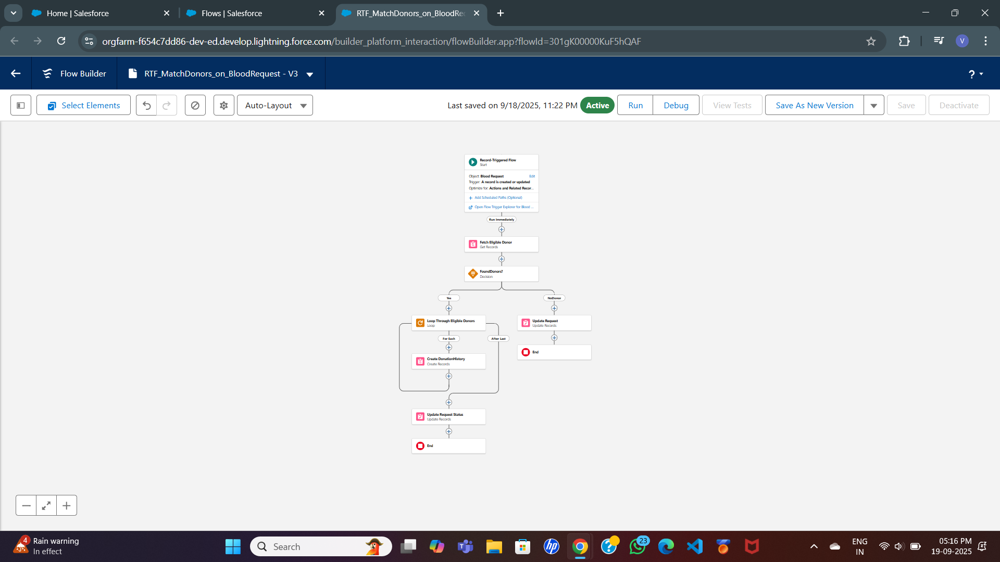 Home | Salesforce
Flows | Salesforce
RTF_MatchDonors_on_BloodRe
orgfarm-f654c7dd86-dev-ed.develop.lightning.force.com/builder_platform_interaction/flowBuilder.app?flowId=301gK00000KuF5hQAF
V
Flow Builder
RTF_MatchDonors_on_BloodRequest - V3
?
Select Elements
Auto-Layout
Last saved on 9/18/2025, 11:22 PM
Active
Run
Debug
View Tests
Save As New Version
Save
Deactivate
Record-Triggered Flow
Start
Object: Blood Request
Edit
Trigger: A record is created or updated
Optimize for: Actions and Related Recor...
Add Scheduled Paths (Optional)
Open Flow Trigger Explorer for Blood ...
Run Immediately
Fetch Eligible Donor
Get Records
FoundDonors?
Decision
Yes
NoDonor
Loop Through Eligible Donors
Loop
Update Request
Update Records
For Each
After Last
End
Create DonationHistory
Create Records
Update Request Status
Update Records
End
4
Rain warning
In effect
Search
23
ENG
IN
05:16 PM
19-09-2025